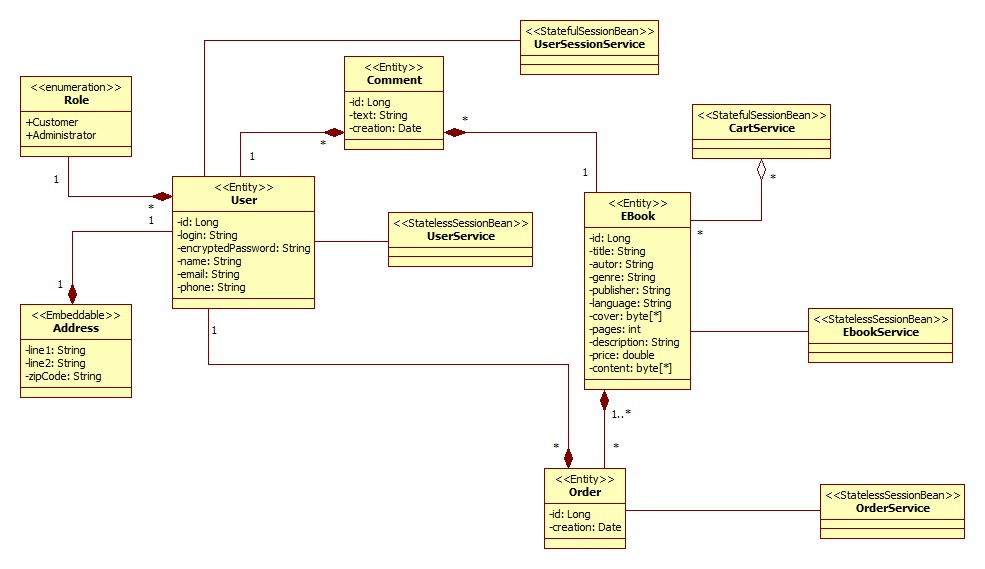 <<StatefulSessionBean>>
UserSessionService
<<Entity>>
Comment
-id: Long
-text: String
-creation: Date
<<enumeration>>
Role
+Customer
+Administrator
<<StatefulSessionBean>>
CartService
*
*
*
1
1
1
*
1
*
*
1
<<Entity>>
User
-id: Long
-login: String
-encryptedPassword: String
-name: String
-email: String
-phone: String
<<StatelessSessionBean>>
UserService
<<Entity>>
EBook
-id: Long
-title: String
-autor: String
-genre: String
-publisher: String
-language: String
-cover: byte[*]
-pages: int
-description: String
-price: double
-content: byte[*]
<<Embeddable>>
Address
-line1: String
-line2: String
-zipCode: String
<<StatelessSessionBean>>
EbookService
1
1..*
*
*
<<Entity>>
Order
-id: Long
-creation: Date
<<StatelessSessionBean>>
OrderService